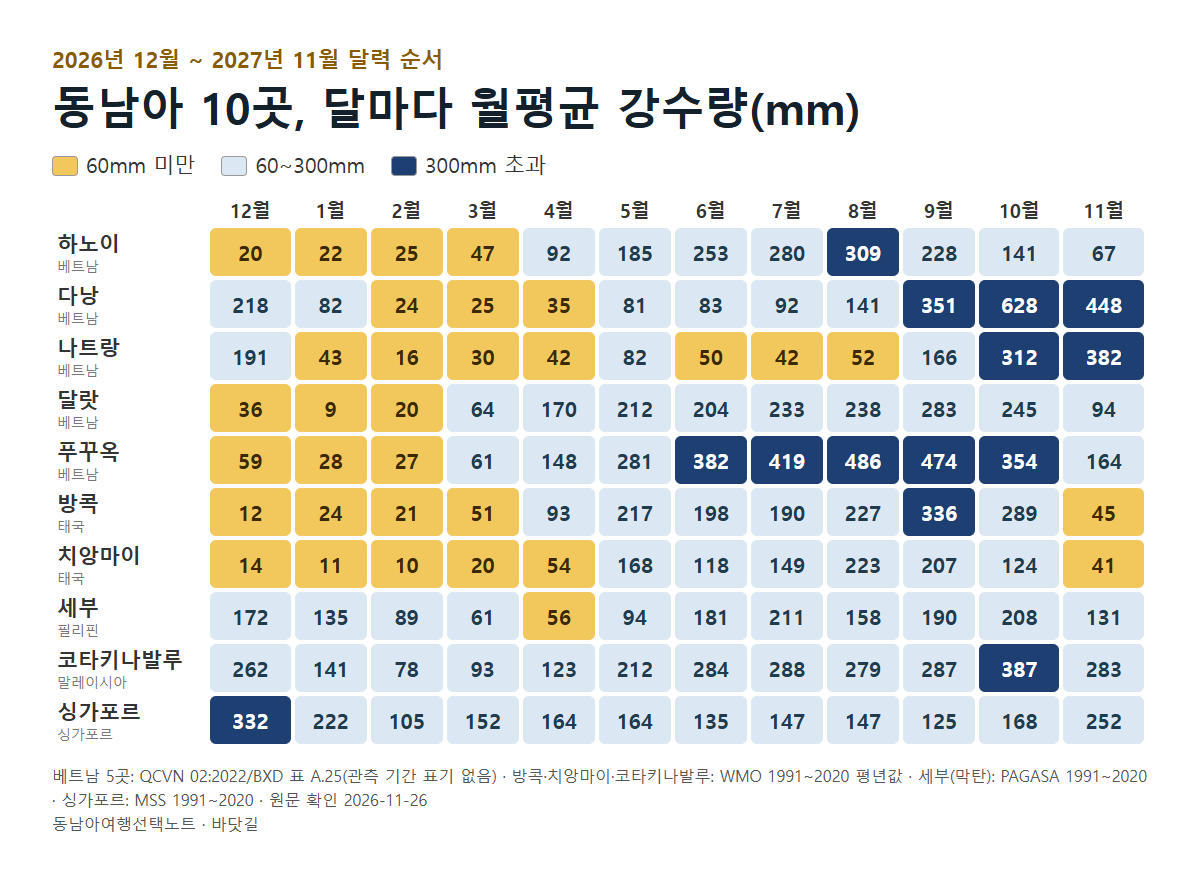 2026년 12월 ~ 2027년 11월 달력 순서
동남아 10곳, 달마다 월평균 강수량(mm)
60mm 미만 60~300mm 300mm 초과
12월 1월 2월 3월 4월 5월 6월 7월 8월 9월 10월 11월
하노이 20 22 25 47 92 185 253 280 309 228 141 67
베트남
다낭 218 82 24 25 35 81 83 92 141 351 628 448
베트남
나트랑 191 43 16 30 42 82 50 42 52 166 312 382
베트남
달랏 36 9 20 64 170 212 204 233 238 283 245 94
베트남
푸꾸옥 59 28 27 61 148 281 382 419 486 474 354 164
베트남
방콕 12 24 21 51 93 217 198 190 227 336 289 45
태국
치앙마이 14 11 10 20 54 168 118 149 223 207 124 41
태국
세부 172 135 89 61 56 94 181 211 158 190 208 131
필리핀
코타키나발루 262 141 78 93 123 212 284 288 279 287 387 283
말레이시아
싱가포르 332 222 105 152 164 164 135 147 147 125 168 252
싱가포르
베트남 5곳: QCVN 02:2022/BXD 표 A.25(관측 기간 표기 없음) · 방콕·치앙마이·코타키나발루: WMO 1991~2020 평년값 · 세부(막탄): PAGASA 1991~2020
· 싱가포르: MSS 1991~2020 · 원문 확인 2026-11-26
동남아여행선택노트 · 바닷길